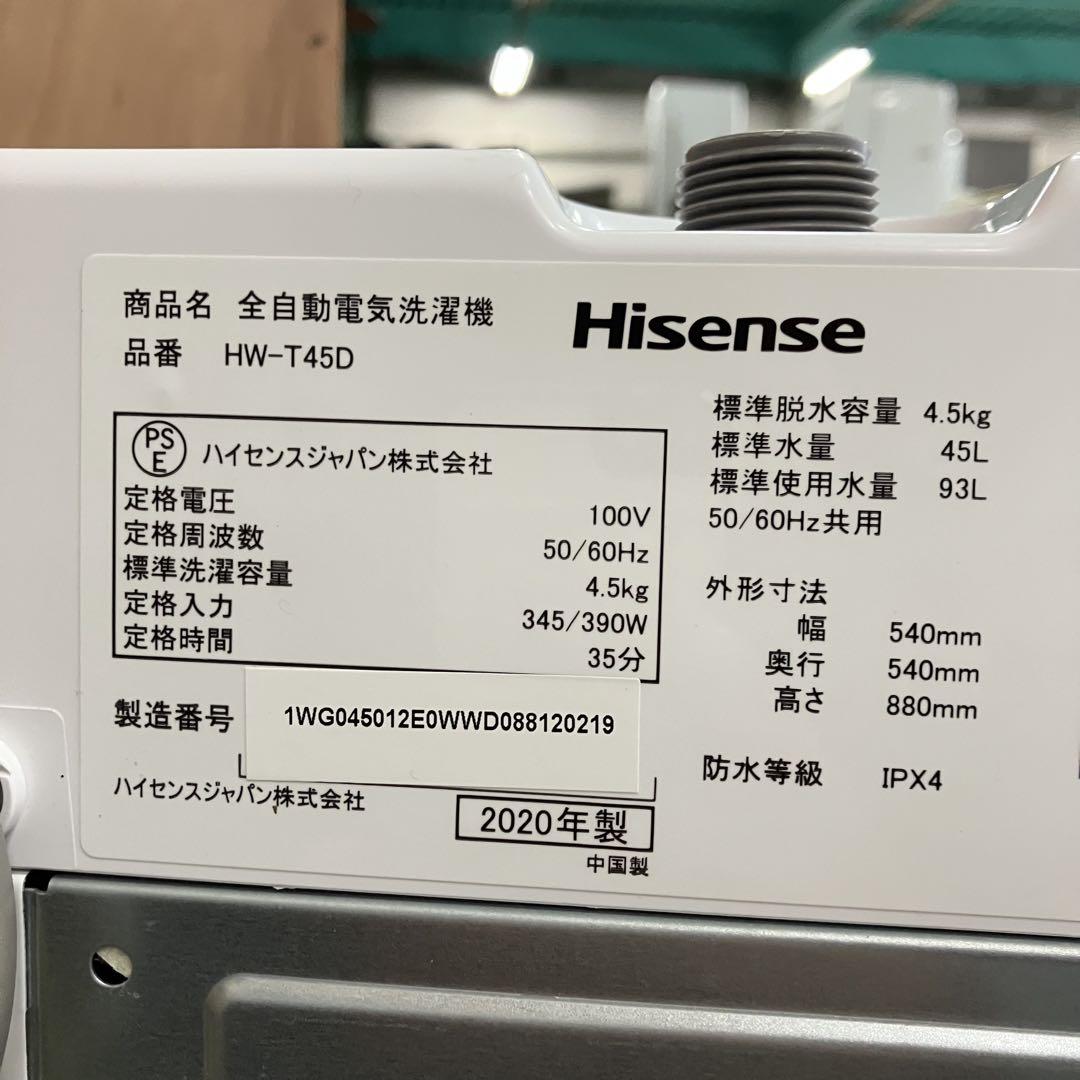 商品名 全自動電気洗濯機
品番 HW-T45D
Hisense
PS
E
ハイセンスジャパン株式会社
定格電圧 100V
定格周波数 50/60Hz
標準洗濯容量 4.5kg
定格入力 345/390W
定格時間 35分
製造番号 1WG045012E0WWD088120219
ハイセンスジャパン株式会社
2020年製
中国製
標準脱水容量 4.5kg
標準水量 45L
標準使用水量 93L
50/60Hz共用
外形寸法
幅 540mm
奥行 540mm
高さ 880mm
防水等級 IPX4